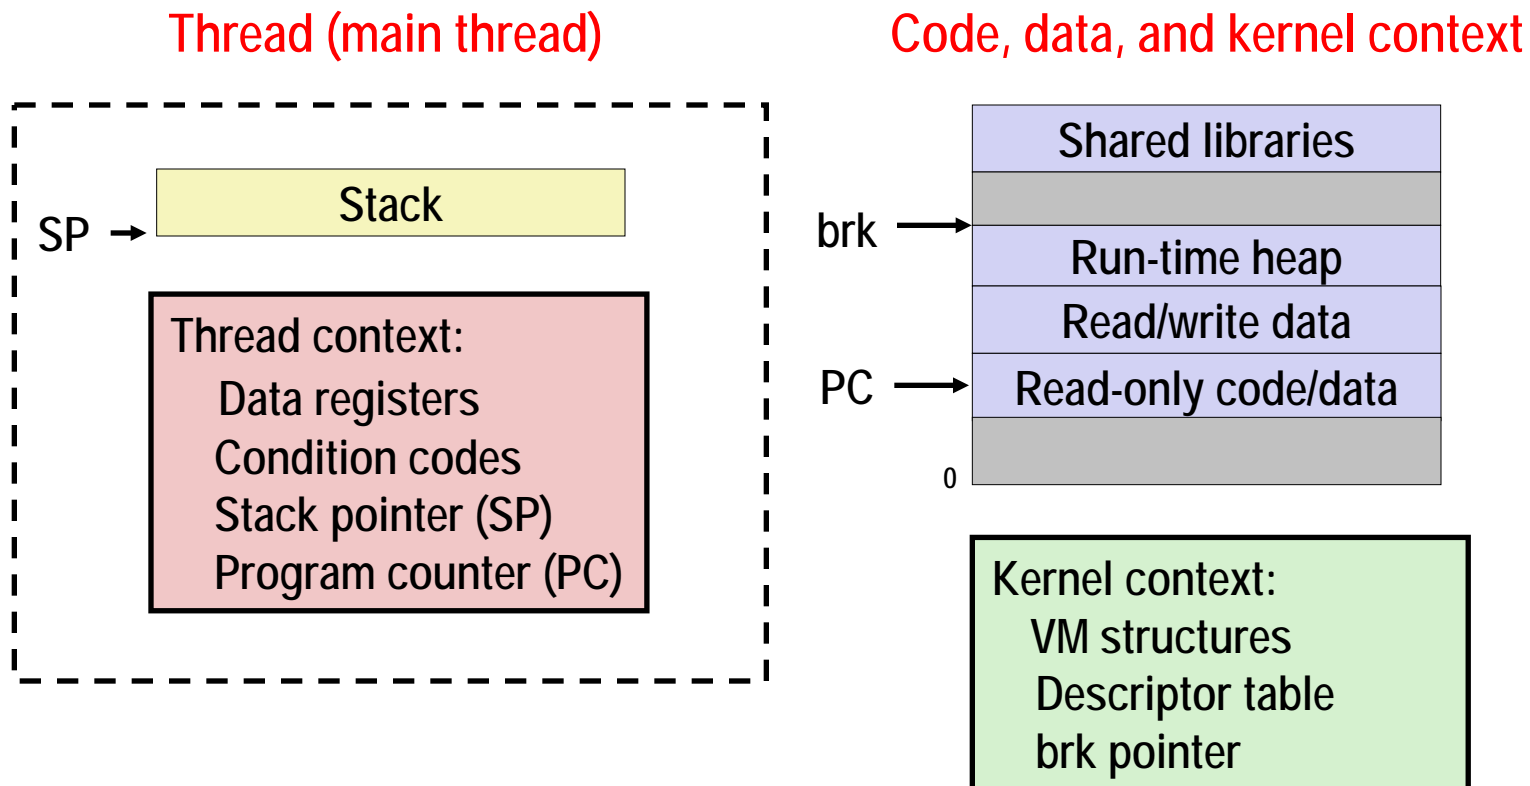 Thread (main thread)
Stack
SP
Thread context:
Data registers
Condition codes
Stack pointer (SP)
Program counter (PC)
Code, data, and kernel context
Shared libraries
brk
Run-time heap
Read/write data
PC
Read-only code/data
0
Kernel context:
VM structures
Descriptor table
brk pointer